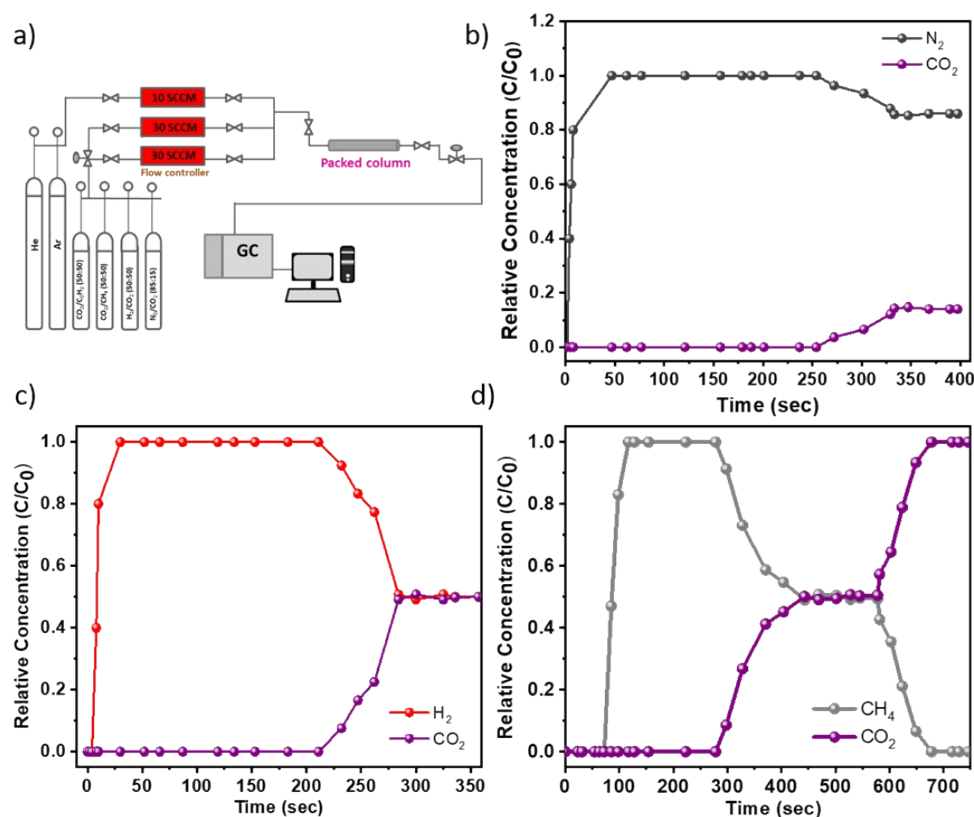 a)
10 SCCM
30 SCCM
30 SCCM
Flow controller
Packed column
He
Ar
CO₂/C₂H₂ (50:50)
CO₂/CH₄ (50:50)
H₂/CO₂ (50:50)
N₂/CO₂ (85:15)
GC
b)
Relative Concentration (C/C₀)
1.2
1.0
0.8
0.6
0.4
0.2
0.0
0 50 100 150 200 250 300 350 400
Time (sec)
N₂
CO₂
c)
Relative Concentration (C/C₀)
1.0
0.8
0.6
0.4
0.2
0.0
0 50 100 150 200 250 300 350
Time (sec)
H₂
CO₂
d)
Relative Concentration (C/C₀)
1.0
0.8
0.6
0.4
0.2
0.0
0 100 200 300 400 500 600 700
Time (sec)
CH₄
CO₂